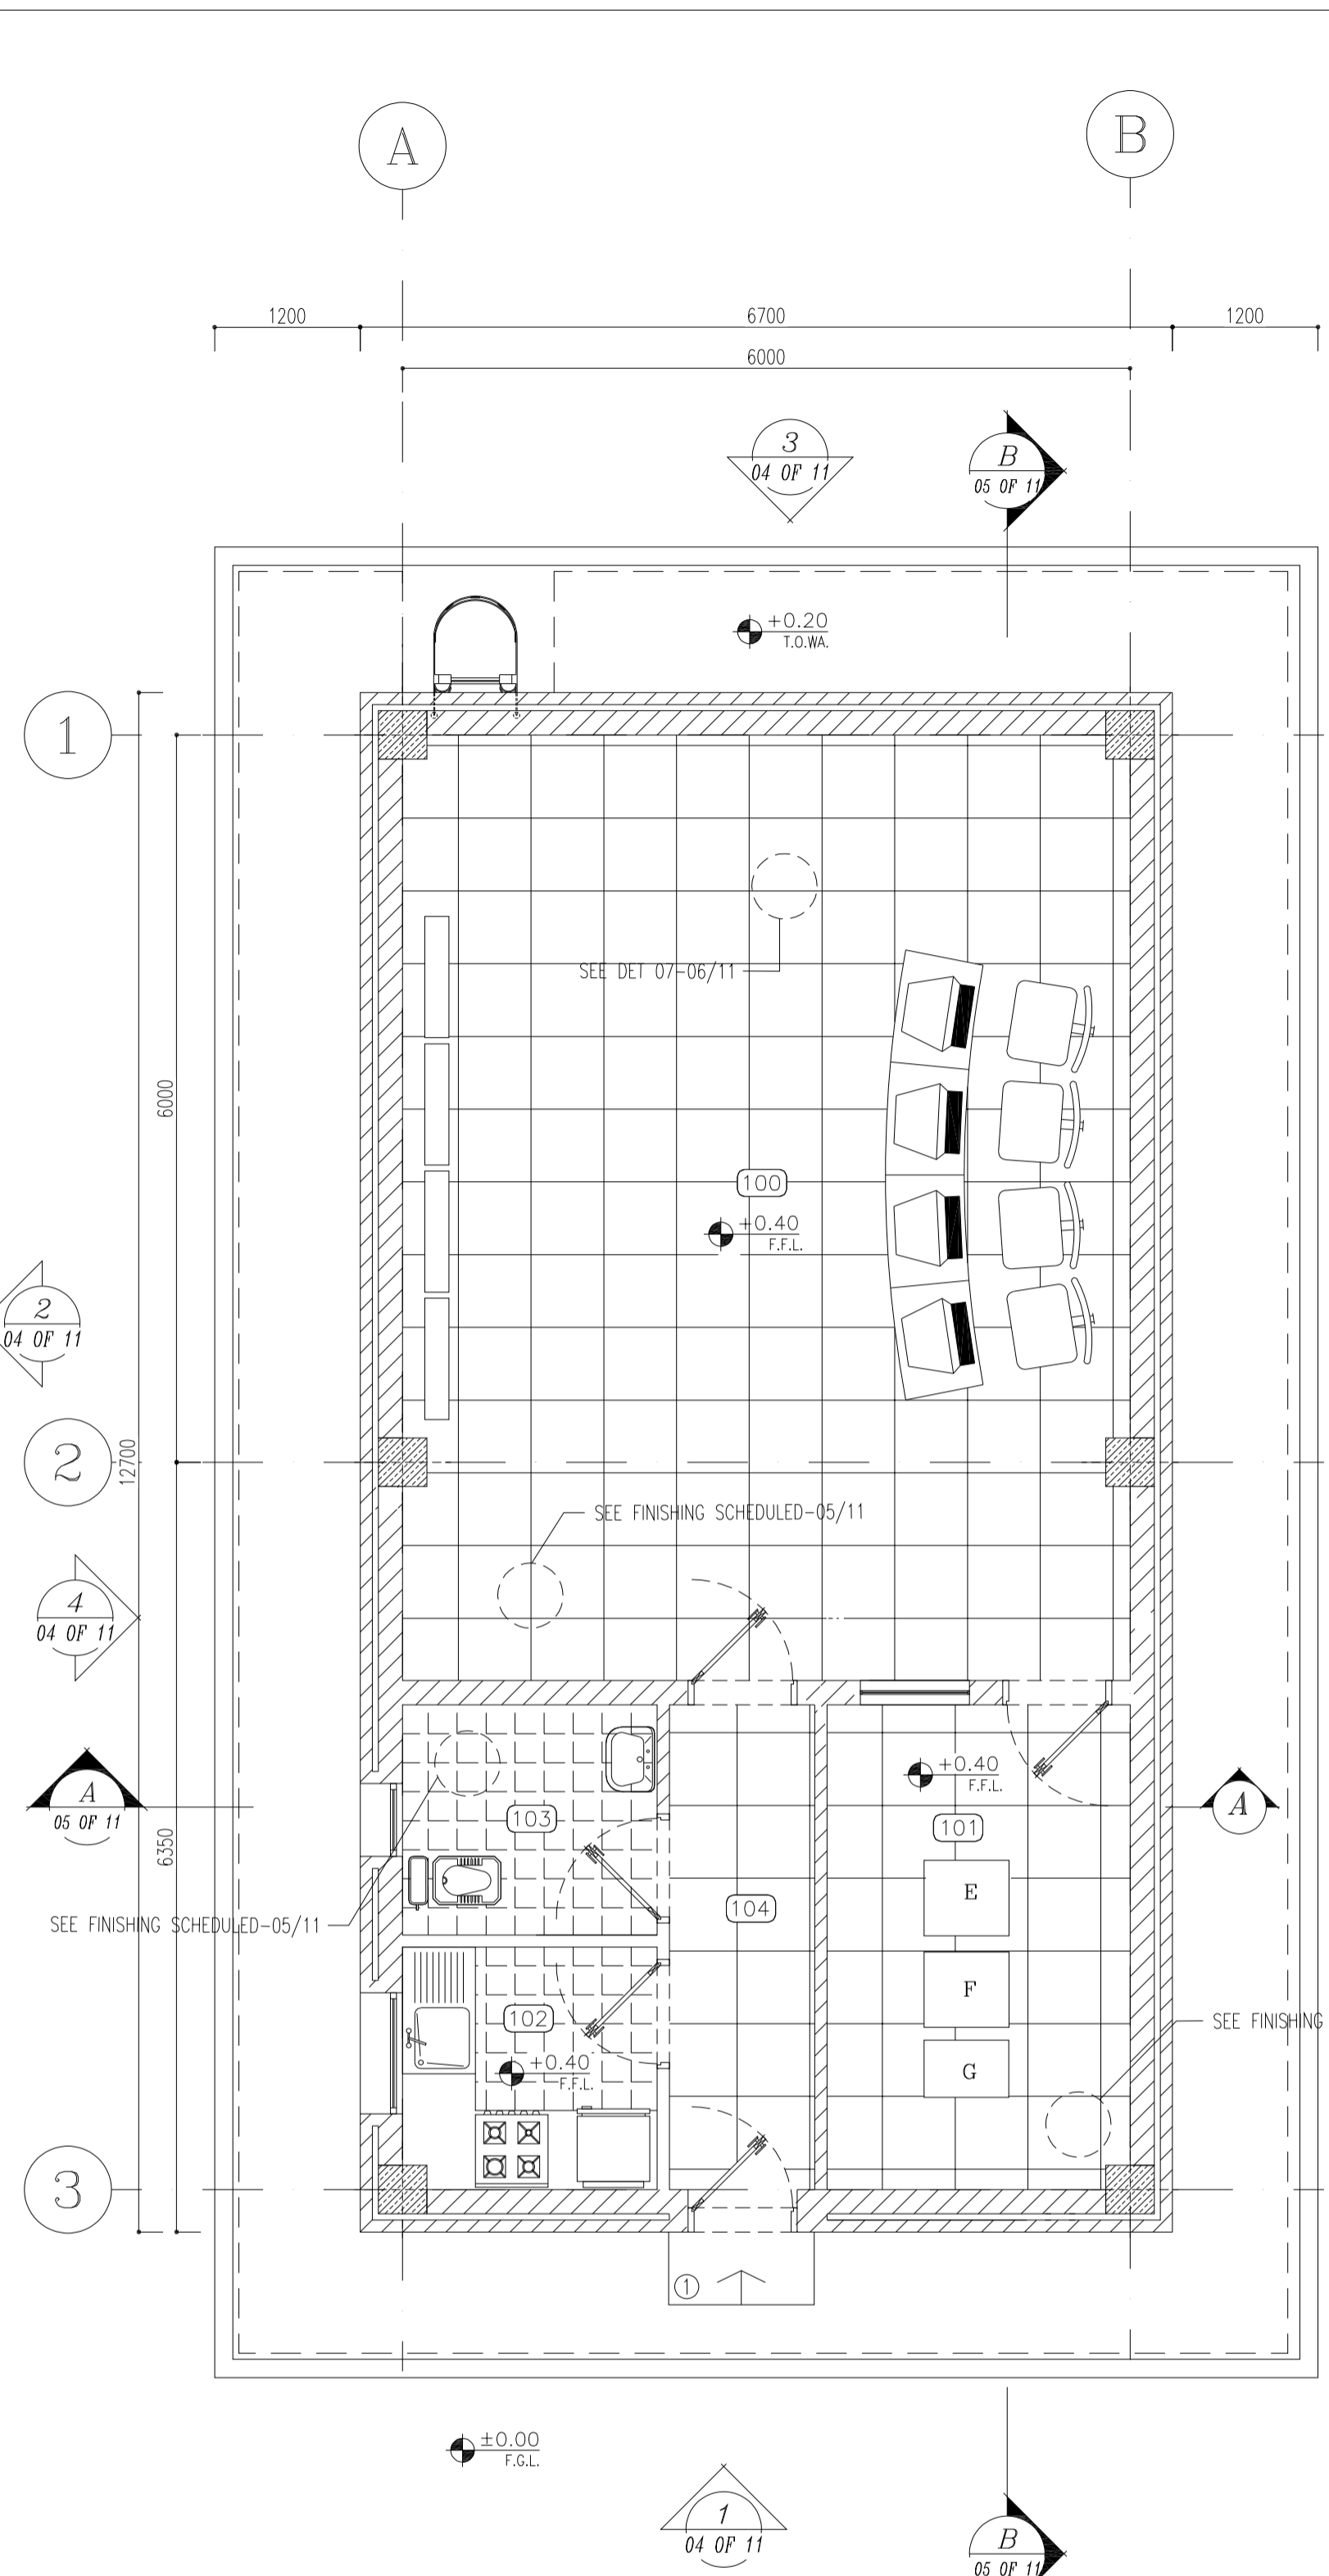 A
B
1200
6700
1200
6000
3
04 OF 11
B
05 OF 11
+0.20
T.O.WA.
1
SEE DET 07-06/11
6000
100
+0.40
F.F.L.
2
04 OF 11
2
12700
SEE FINISHING SCHEDULED-05/11
4
04 OF 11
+0.40
F.F.L.
A
05 OF 11
103
101
A
6350
E
104
SEE FINISHING SCHEDULED-05/11
F
102
SEE FINISHING
+0.40
F.F.L.
G
3
1
±0.00
F.G.L.
1
04 OF 11
B
05 OF 11